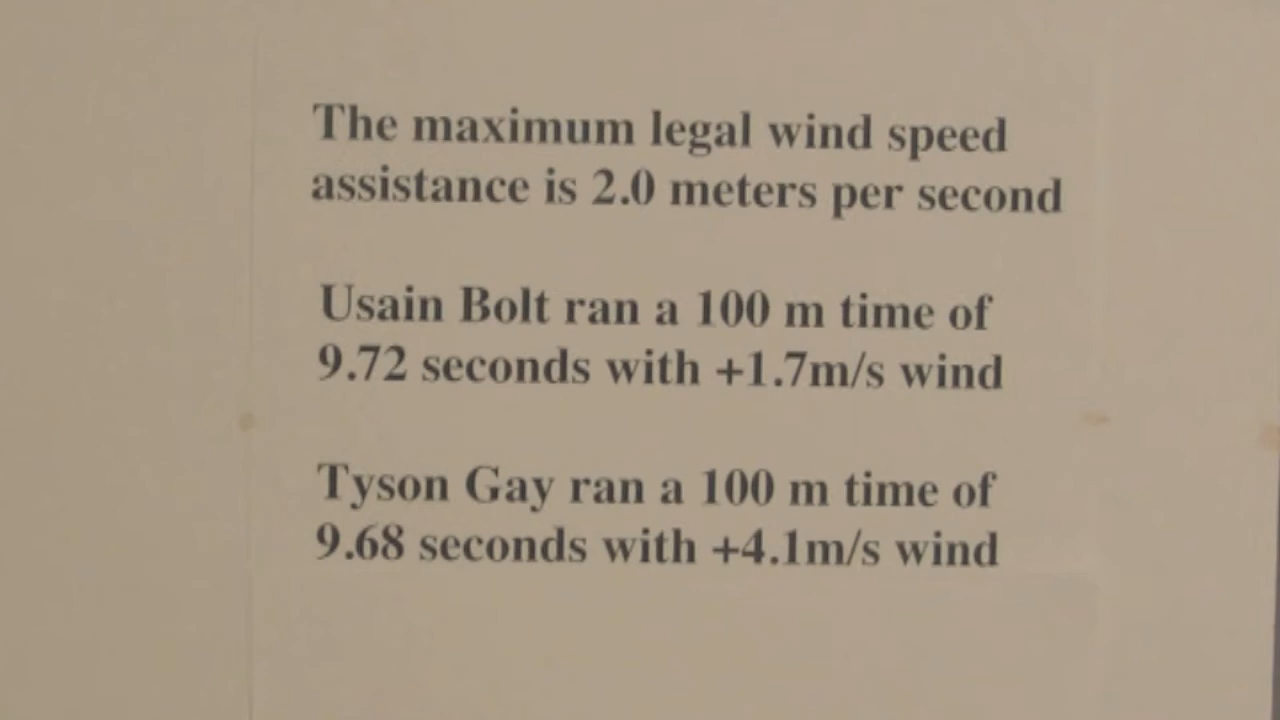 The maximum legal wind speed
assistance is 2.0 meters per second
Usain Bolt ran a 100 m time of
9.72 seconds with +1.7m/s wind
Tyson Gay ran a 100 m time of
9.68 seconds with +4.1m/s wind